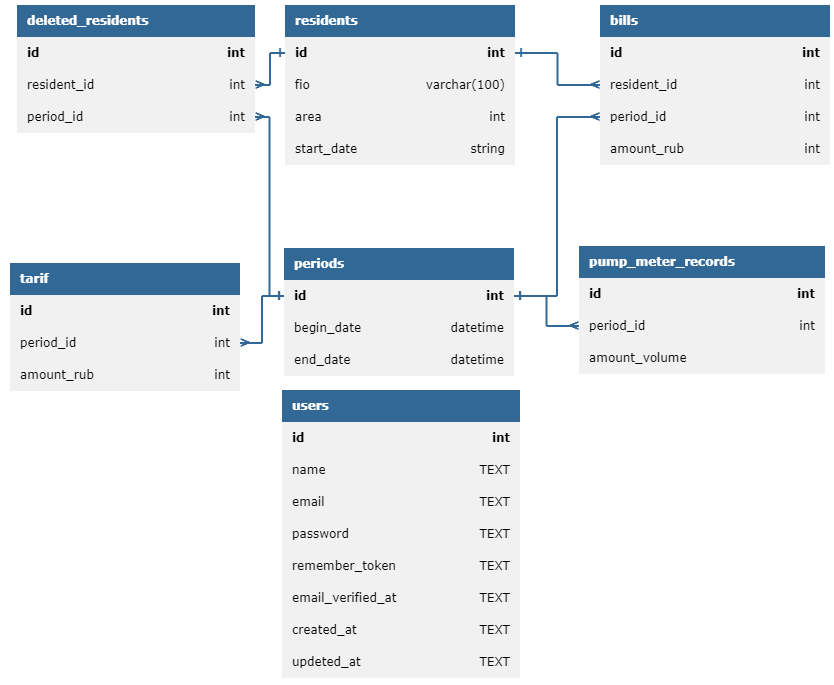 deleted_residents
id int
resident_id int
period_id int
residents
id int
fio varchar(100)
area int
start_date string
bills
id int
resident_id int
period_id int
amount_rub int
tarif
id int
period_id int
amount_rub int
periods
id int
begin_date datetime
end_date datetime
pump_meter_records
id int
period_id int
amount_volume
users
id int
name TEXT
email TEXT
password TEXT
remember_token TEXT
email_verified_at TEXT
created_at TEXT
updeted_at TEXT